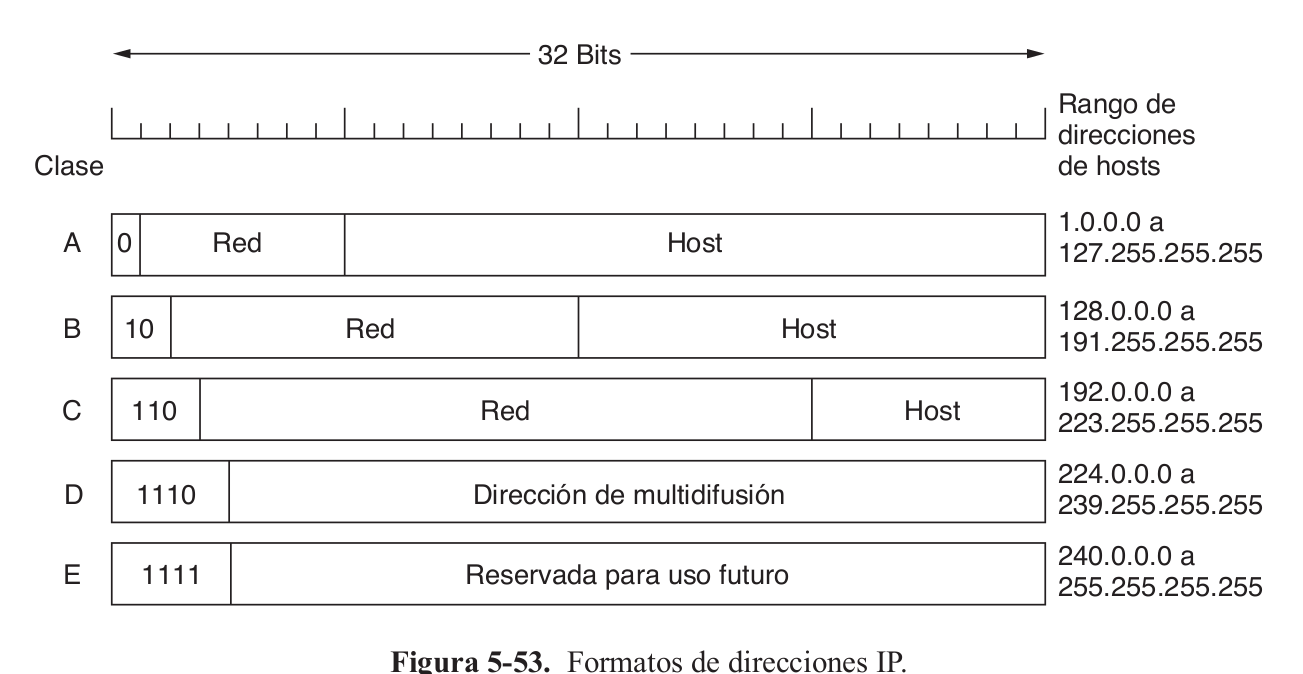 32 Bits
Rango de
direcciones
de hosts
Clase
A
0
Red
Host
1.0.0.0 a
127.255.255.255
B
10
Red
Host
128.0.0.0 a
191.255.255.255
C
110
Red
Host
192.0.0.0 a
223.255.255.255
D
1110
Dirección de multidifusión
224.0.0.0 a
239.255.255.255
E
1111
Reservada para uso futuro
240.0.0.0 a
255.255.255.255
Figura 5-53. Formatos de direcciones IP.